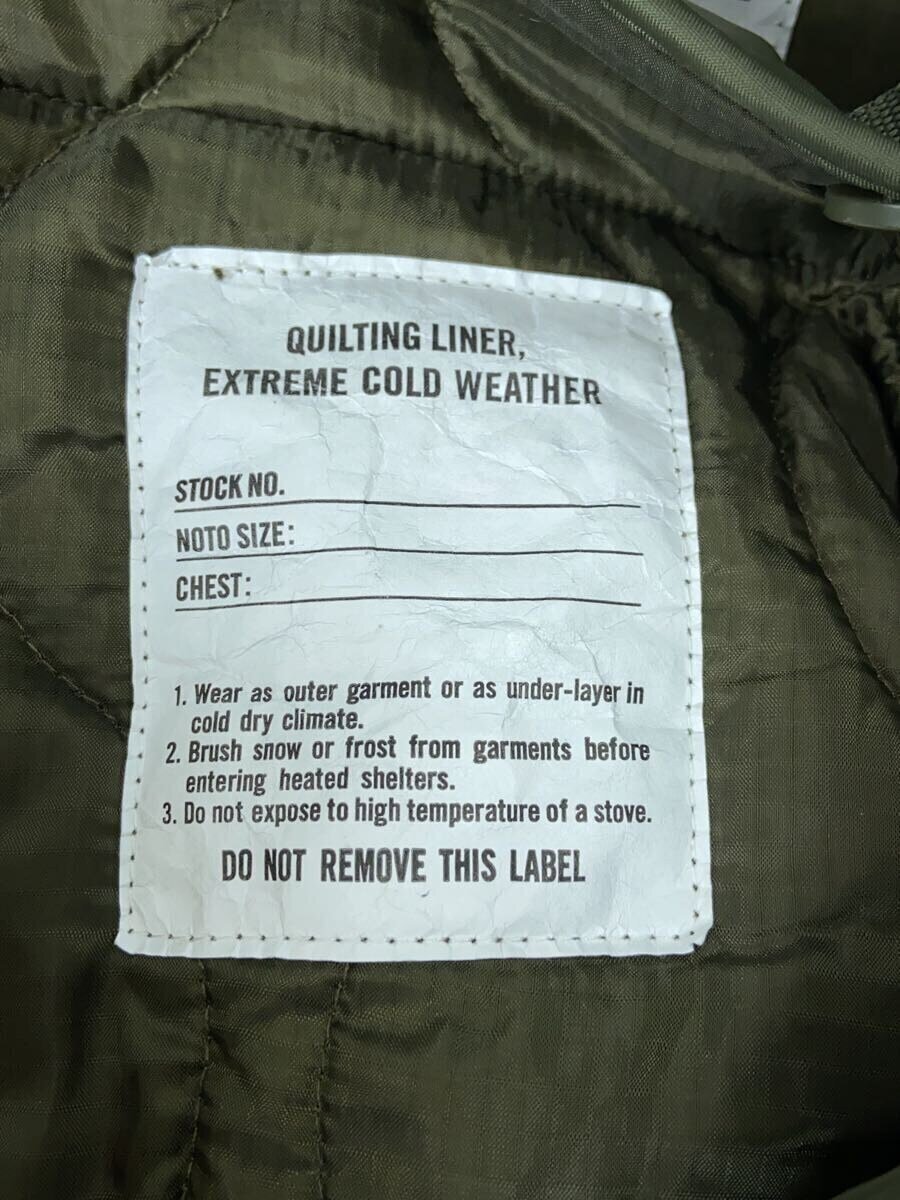 QUILTING LINER,
EXTREME COLD WEATHER
STOCK NO.
NOTO SIZE:
CHEST:
1. Wear as outer garment or as under-layer in
cold dry climate.
2. Brush snow or frost from garments before
entering heated shelters.
3. Do not expose to high temperature of a stove.
DO NOT REMOVE THIS LABEL